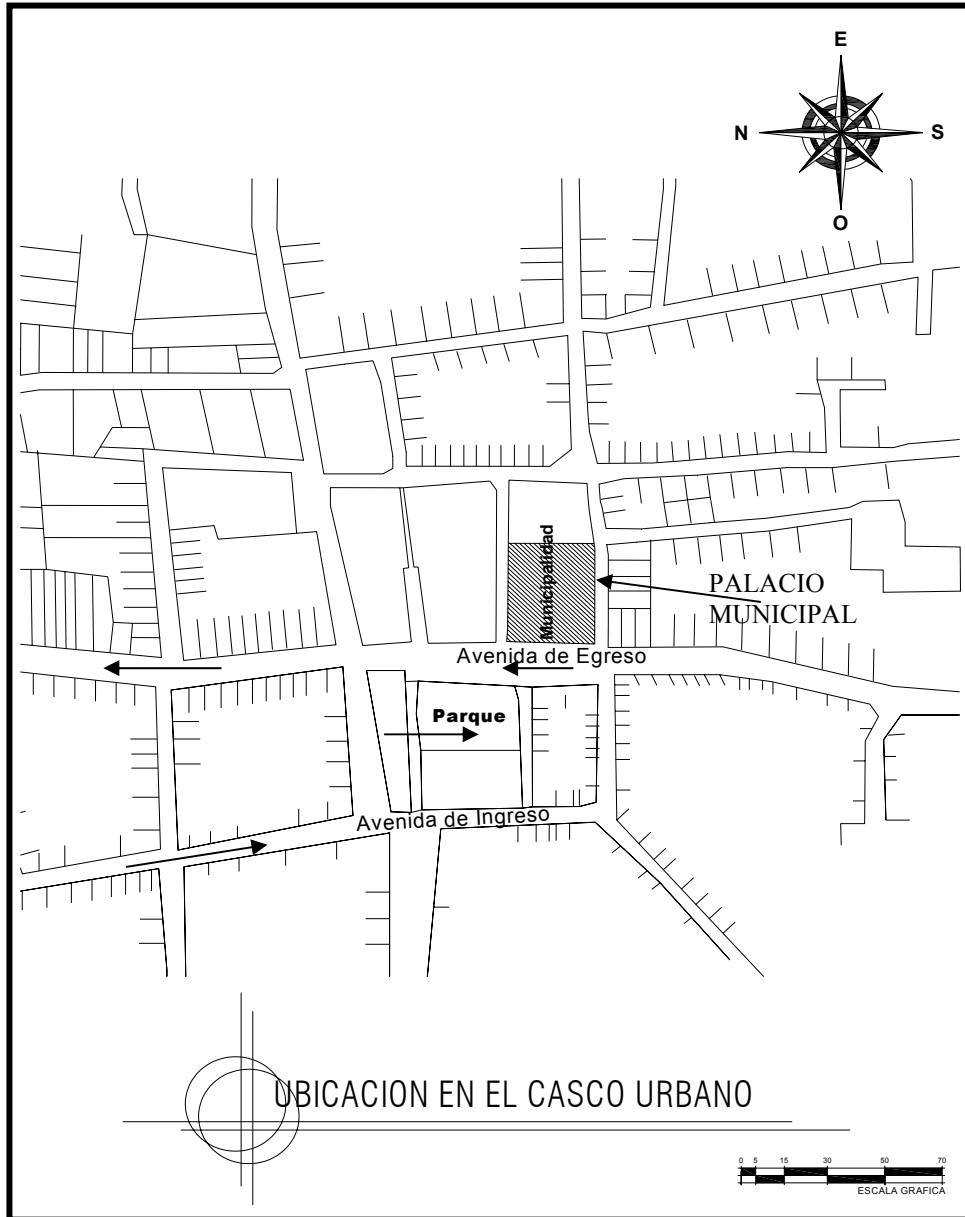 E
N
S
O
Municipalidad
PALACIO
MUNICIPAL
Avenida de Egreso
Parque
Avenida de Ingreso
UBICACION EN EL CASCO URBANO
0 5 15 30 50 70
ESCALA GRAFICA